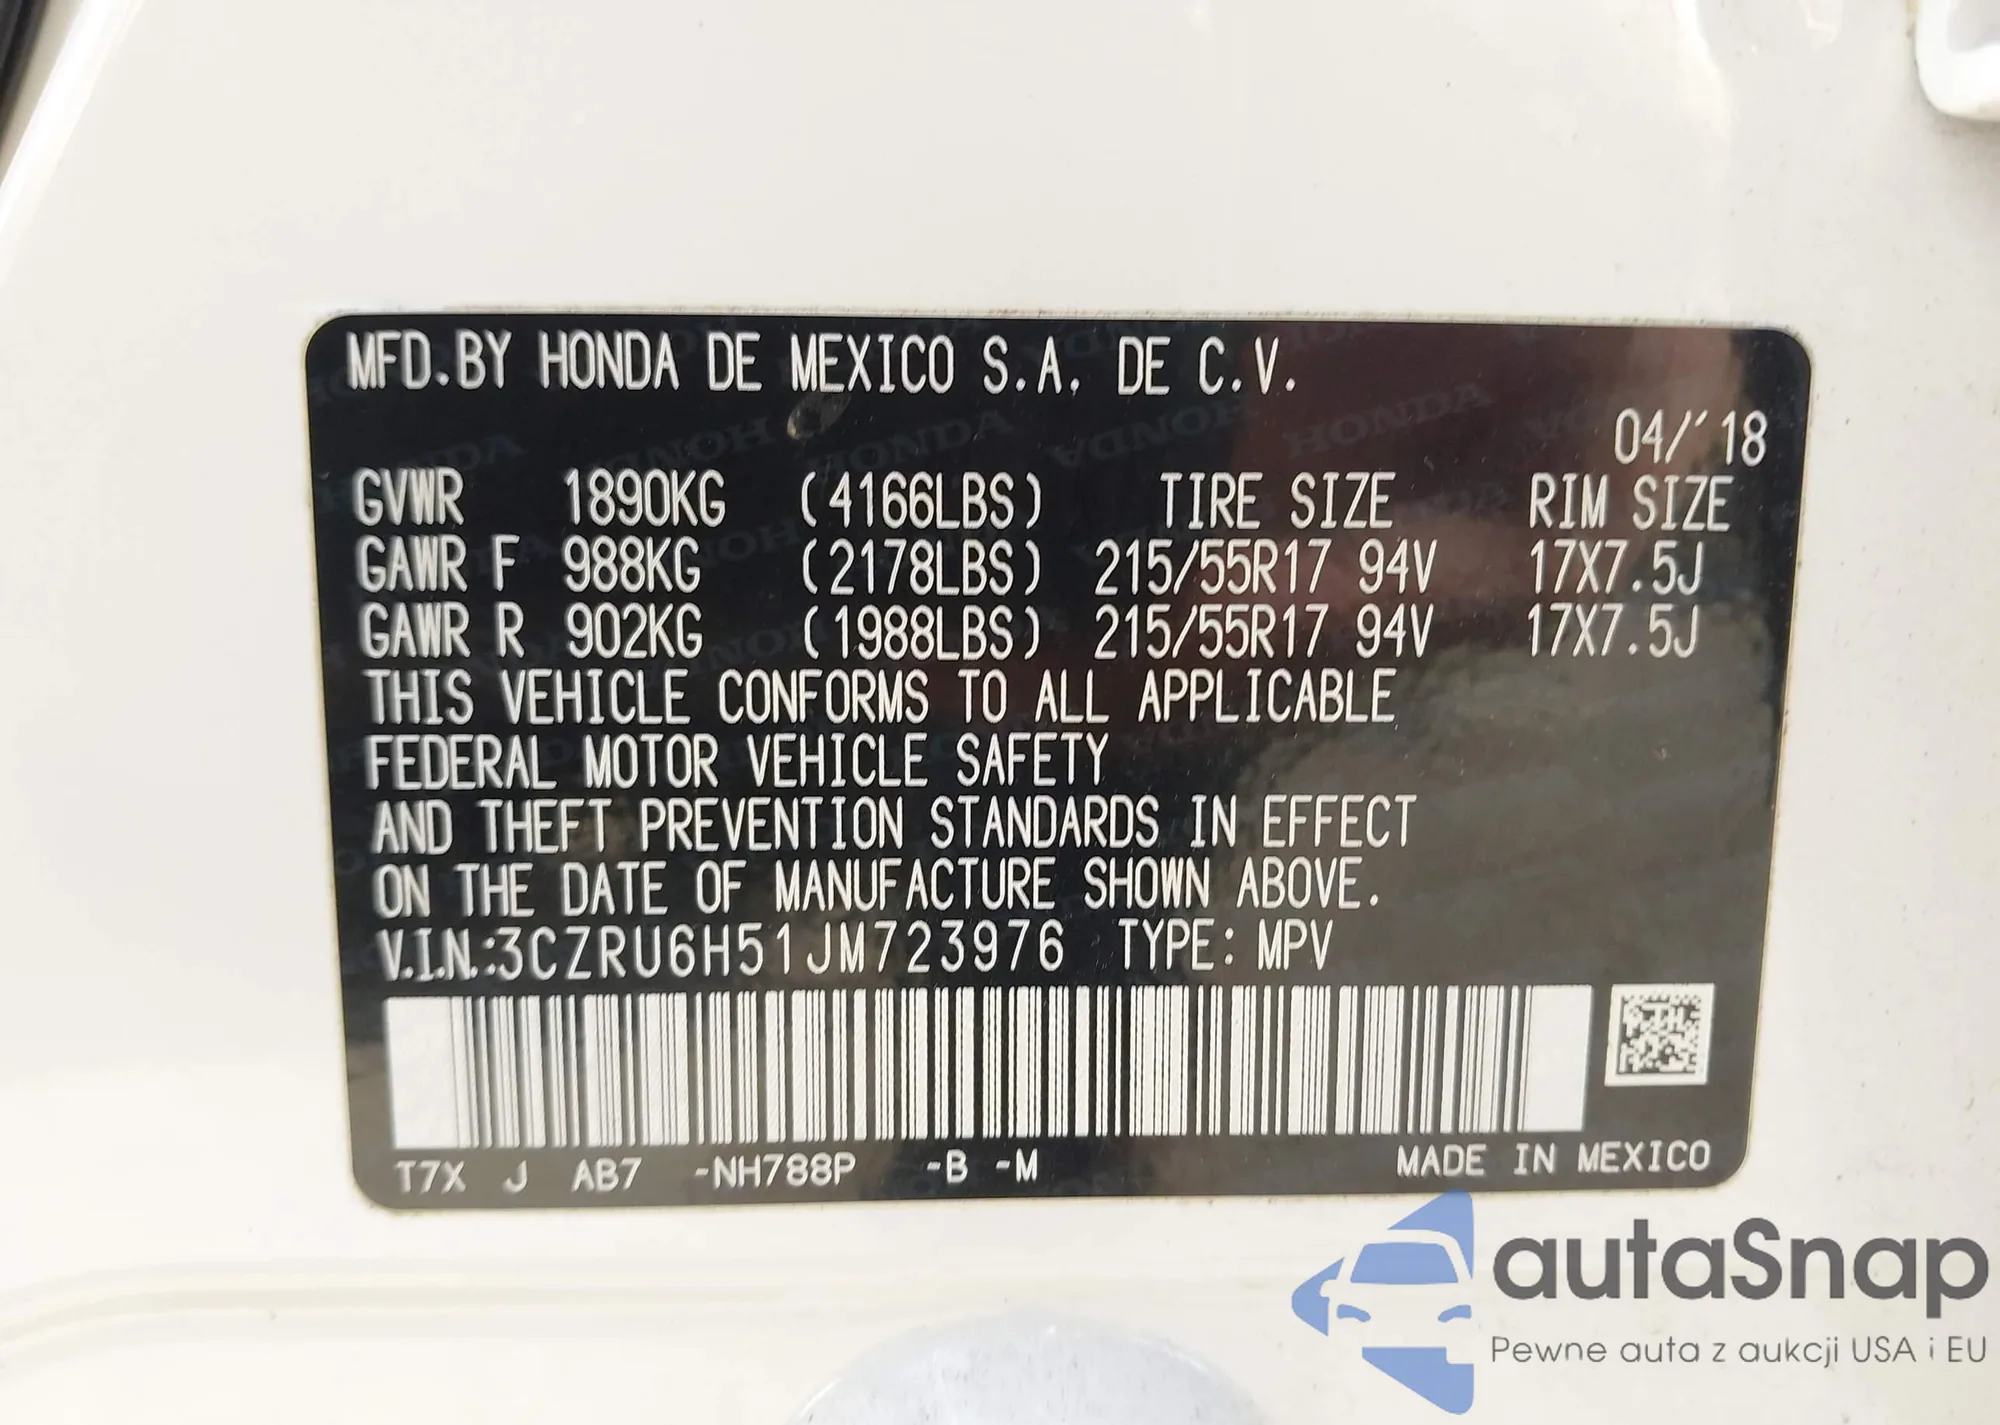 MFD.BY HONDA DE MEXICO S.A. DE C.V.
04/'18
GVWR 1890KG (4166LBS) TIRE SIZE RIM SIZE
GAWR F 988KG (2178LBS) 215/55R17 94V 17X7.5J
GAWR R 902KG (1988LBS) 215/55R17 94V 17X7.5J
THIS VEHICLE CONFORMS TO ALL APPLICABLE
FEDERAL MOTOR VEHICLE SAFETY
AND THEFT PREVENTION STANDARDS IN EFFECT
ON THE DATE OF MANUFACTURE SHOWN ABOVE.
V.I.N.:3CZRU6H51JM723976 TYPE: MPV
T7X J AB7 -NH788P -B -M MADE IN MEXICO
autaSnap
Pewne auta z aukcji USA i EU